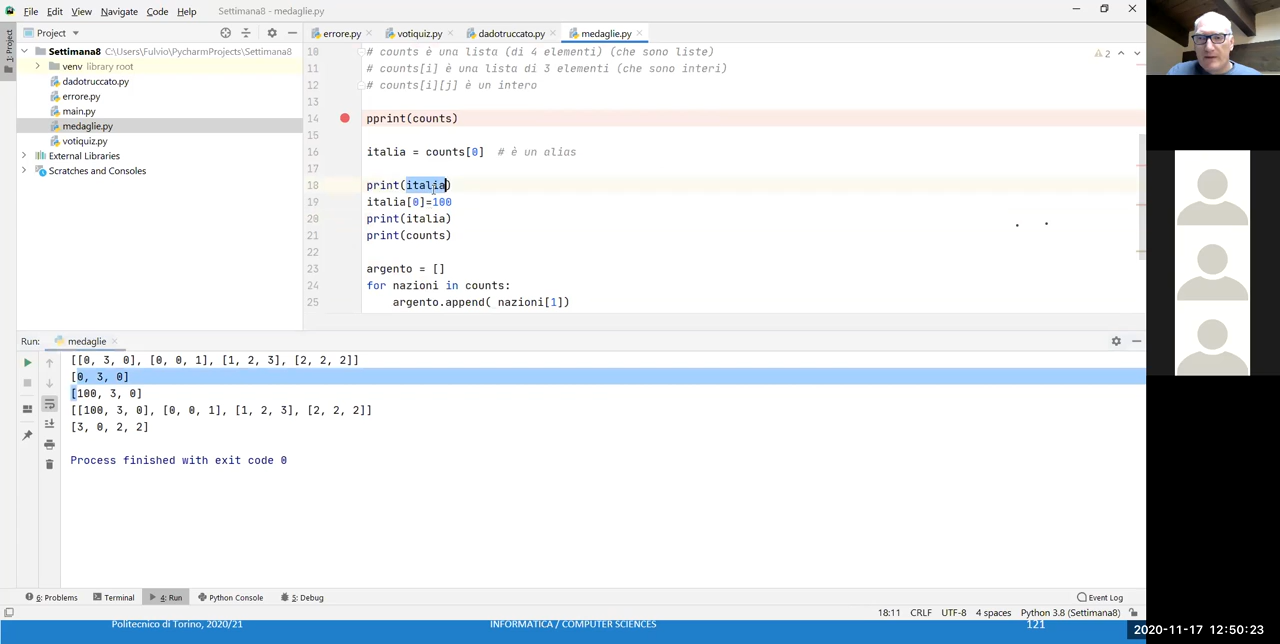 File Edit View Navigate Code Help Settimana8 - medaglie.py
1: Project
Project
errore.py votiquiz.py dadotruccato.py medaglie.py
Settimana8 C:\Users\Fulvio\PycharmProjects\Settimana8
venv library root
dadotruccato.py
errore.py
main.py
medaglie.py
votiquiz.py
External Libraries
Scratches and Consoles
2
10 # counts è una lista (di 4 elementi) (che sono liste)
11 # counts[i] è una lista di 3 elementi (che sono interi)
12 # counts[i][j] è un intero
13
14 pprint(counts)
15
16 italia = counts[0]  # è un alias
17
18 print(italia)
19 italia[0]=100
20 print(italia)
21 print(counts)
22
23 argento = []
24 for nazioni in counts:
25     argento.append( nazioni[1])
Run: medaglie
[[0, 3, 0], [0, 0, 1], [1, 2, 3], [2, 2, 2]]
[0, 3, 0]
[100, 3, 0]
[[100, 3, 0], [0, 0, 1], [1, 2, 3], [2, 2, 2]]
[3, 0, 2, 2]
Process finished with exit code 0
6: Problems Terminal 4: Run Python Console 5: Debug Event Log
18:11 CRLF UTF-8 4 spaces Python 3.8 (Settimana8)
Politecnico di Torino, 2020/21 INFORMATICA / COMPUTER SCIENCES 121
2020-11-17 12:50:23